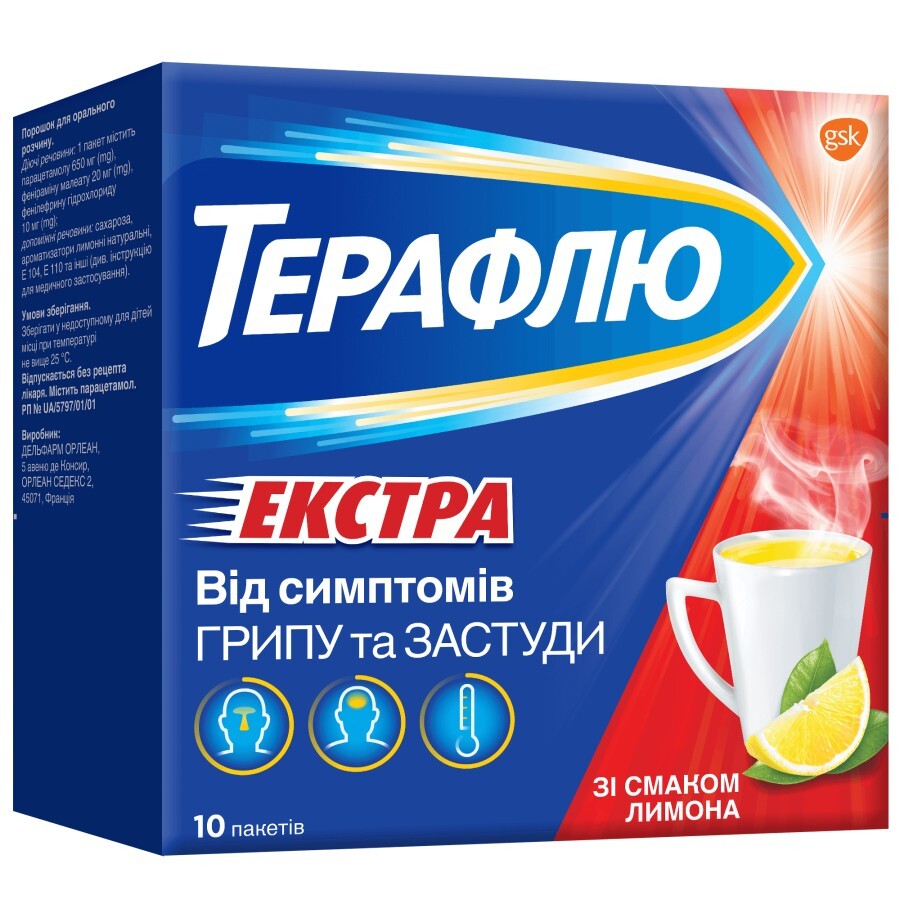 Порошок для орального
розчину.
Діючі речовини: 1 пакет містить
парацетамолу 650 мг (mg),
феніраміну малеату 20 мг (mg),
фенілефрину гідрохлориду
10 мг (mg);
допоміжні речовини: сахароза,
ароматизатори лимонні натуральні,
Е 104, Е 110 та інші (див. інструкцію
для медичного застосування).
Умови зберігання.
Зберігати у недоступному для дітей
місці при температурі
не вище 25 °С.
Відпускається без рецепта
лікаря. Містить парацетамол.
РП № UA/5797/01/01
Виробник:
ДЕЛЬФАРМ ОРЛЕАН,
5 авеню де Консир,
ОРЛЕАН СЕДЕКС 2,
45071, Франція
gsk
ТЕРАФЛЮ
ЕКСТРА
Від симптомів
ГРИПУ та ЗАСТУДИ
ЗІ СМАКОМ
ЛИМОНА
10 пакетів